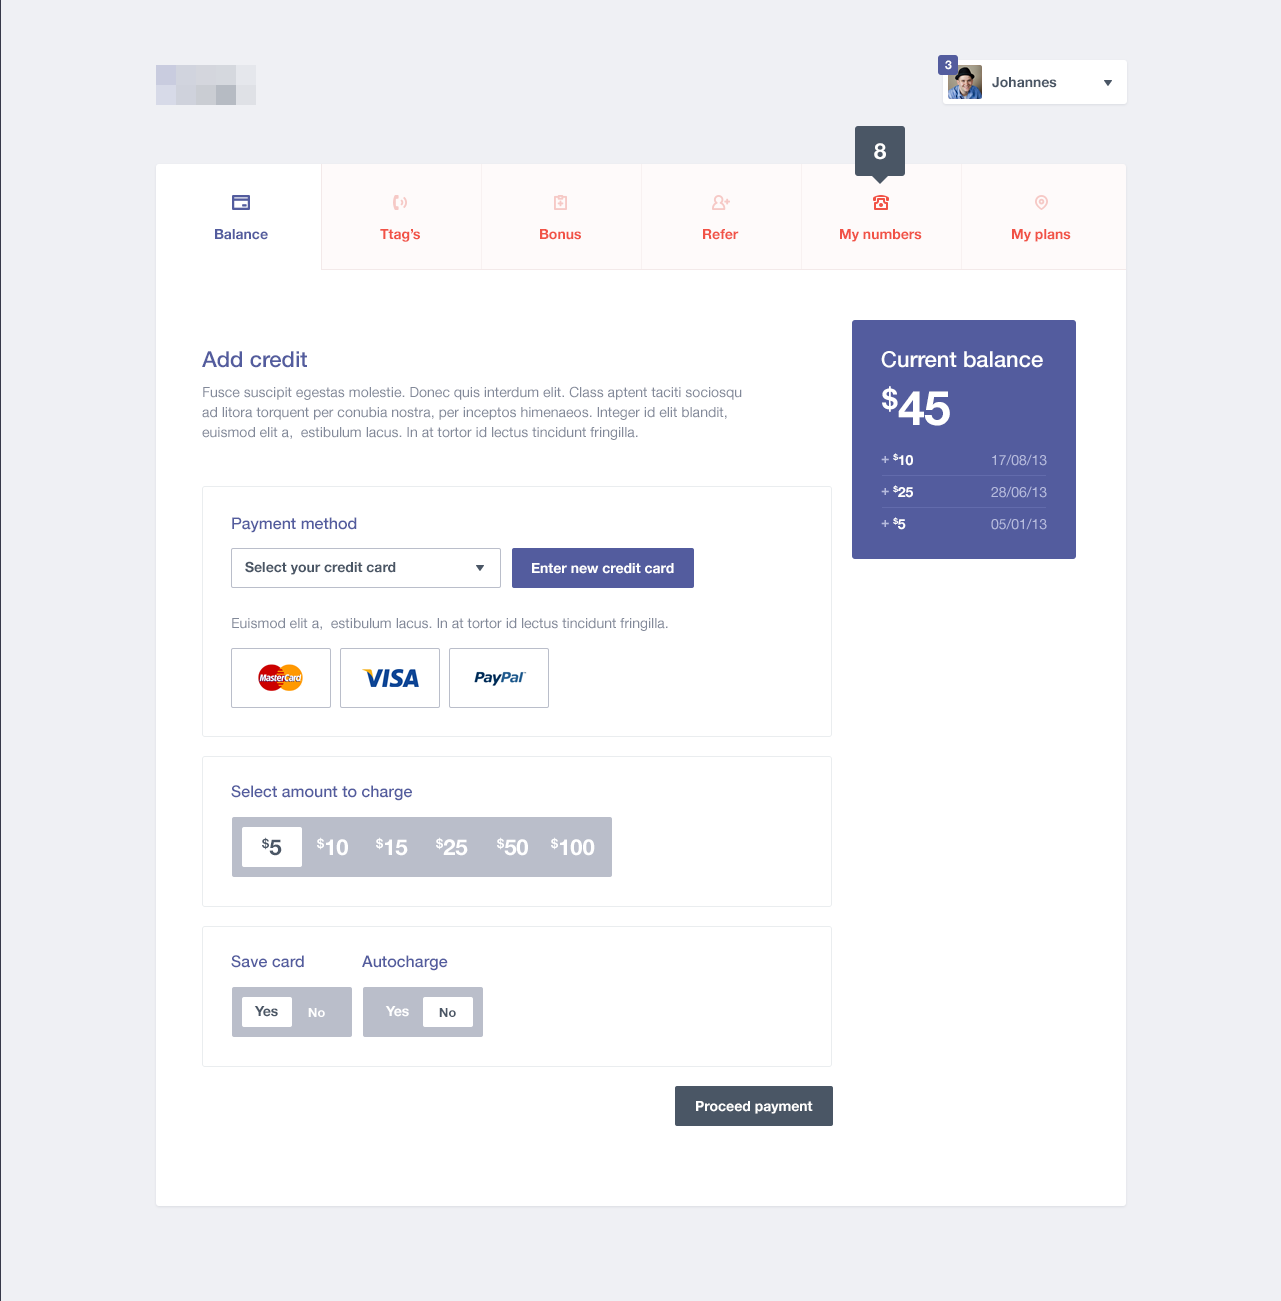 3
Johannes
8
Balance
Ttag’s
Bonus
Refer
My numbers
My plans
Add credit
Fusce suscipit egestas molestie. Donec quis interdum elit. Class aptent taciti sociosqu
ad litora torquent per conubia nostra, per inceptos himenaeos. Integer id elit blandit,
euismod elit a,  estibulum lacus. In at tortor id lectus tincidunt fringilla.
Current balance
$45
+ $10 17/08/13
+ $25 28/06/13
+ $5 05/01/13
Payment method
Select your credit card
Enter new credit card
Euismod elit a,  estibulum lacus. In at tortor id lectus tincidunt fringilla.
MasterCard
VISA
PayPal
Select amount to charge
$5 $10 $15 $25 $50 $100
Save card
Autocharge
Yes No
Yes No
Proceed payment